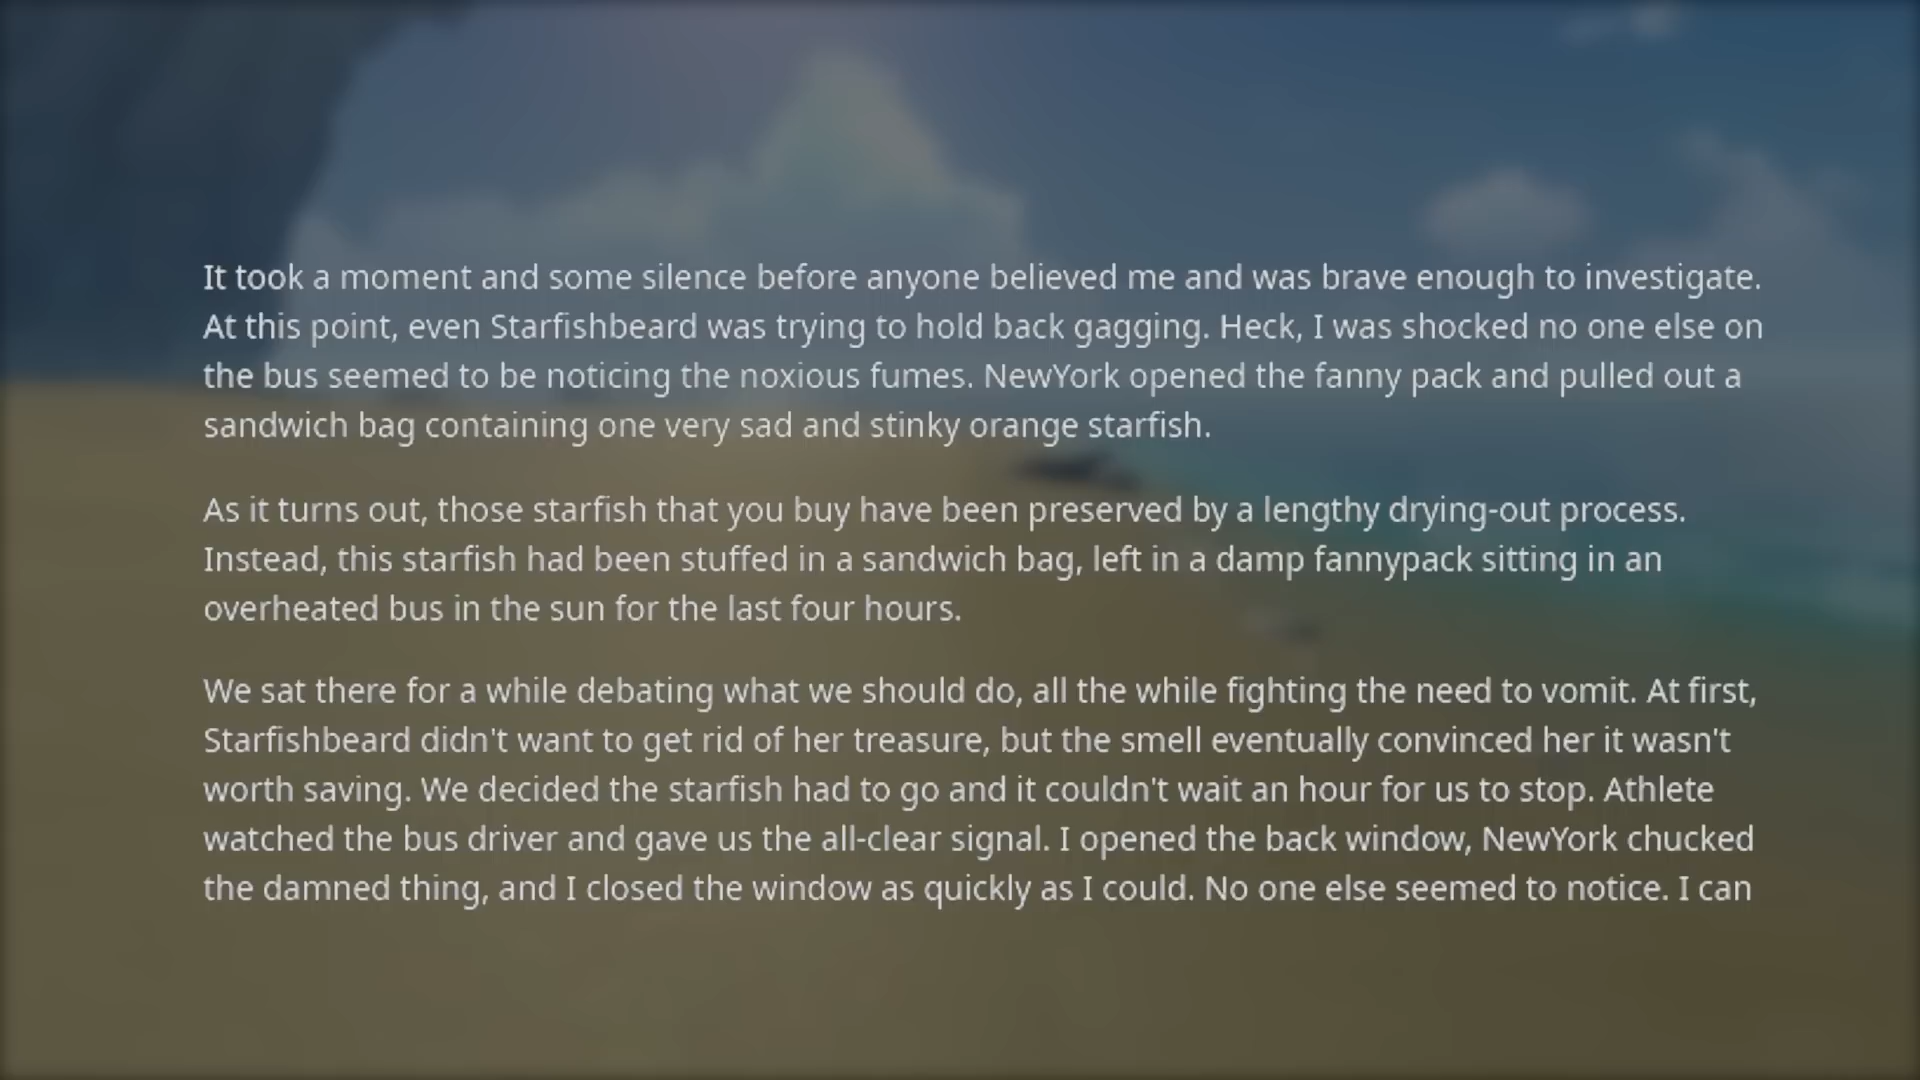 It took a moment and some silence before anyone believed me and was brave enough to investigate.
At this point, even Starfishbeard was trying to hold back gagging. Heck, I was shocked no one else on
the bus seemed to be noticing the noxious fumes. NewYork opened the fanny pack and pulled out a
sandwich bag containing one very sad and stinky orange starfish.
As it turns out, those starfish that you buy have been preserved by a lengthy drying-out process.
Instead, this starfish had been stuffed in a sandwich bag, left in a damp fannypack sitting in an
overheated bus in the sun for the last four hours.
We sat there for a while debating what we should do, all the while fighting the need to vomit. At first,
Starfishbeard didn't want to get rid of her treasure, but the smell eventually convinced her it wasn't
worth saving. We decided the starfish had to go and it couldn't wait an hour for us to stop. Athlete
watched the bus driver and gave us the all-clear signal. I opened the back window, NewYork chucked
the damned thing, and I closed the window as quickly as I could. No one else seemed to notice. I can